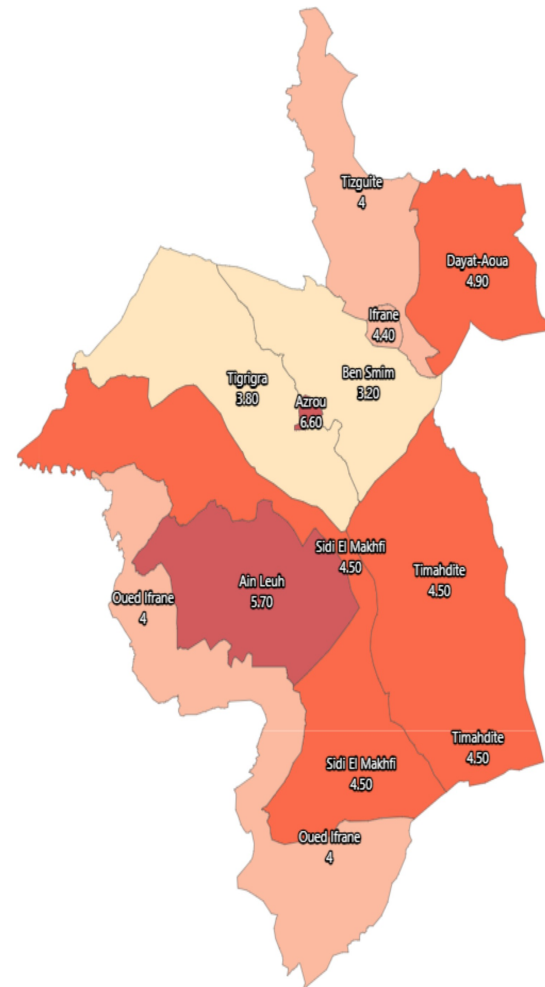 Tizguite
4
Dayat-Aoua
4.90
Ifrane
4.40
Ben Smim
3.20
Tigrigra
3.80
Azrou
6.60
Sidi El Makhfi
4.50
Timahdite
4.50
Ain Leuh
5.70
Oued Ifrane
4
Timahdite
4.50
Sidi El Makhfi
4.50
Oued Ifrane
4